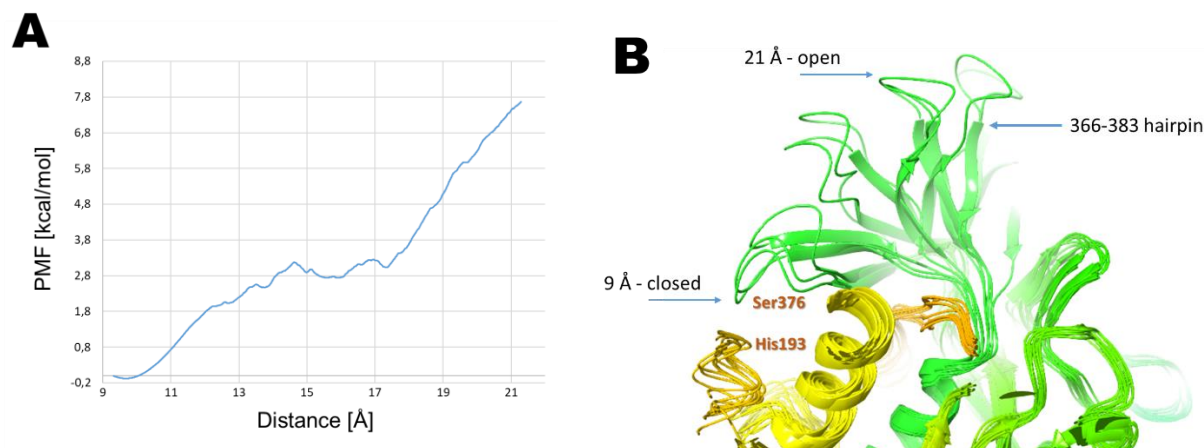 A
8,8
7,8
6,8
5,8
4,8
3,8
2,8
1,8
0,8
-0,2
9
11
13
15
17
19
21
PMF [kcal/mol]
Distance [Å]
B
21 Å - open
366-383 hairpin
9 Å - closed
Ser376
His193